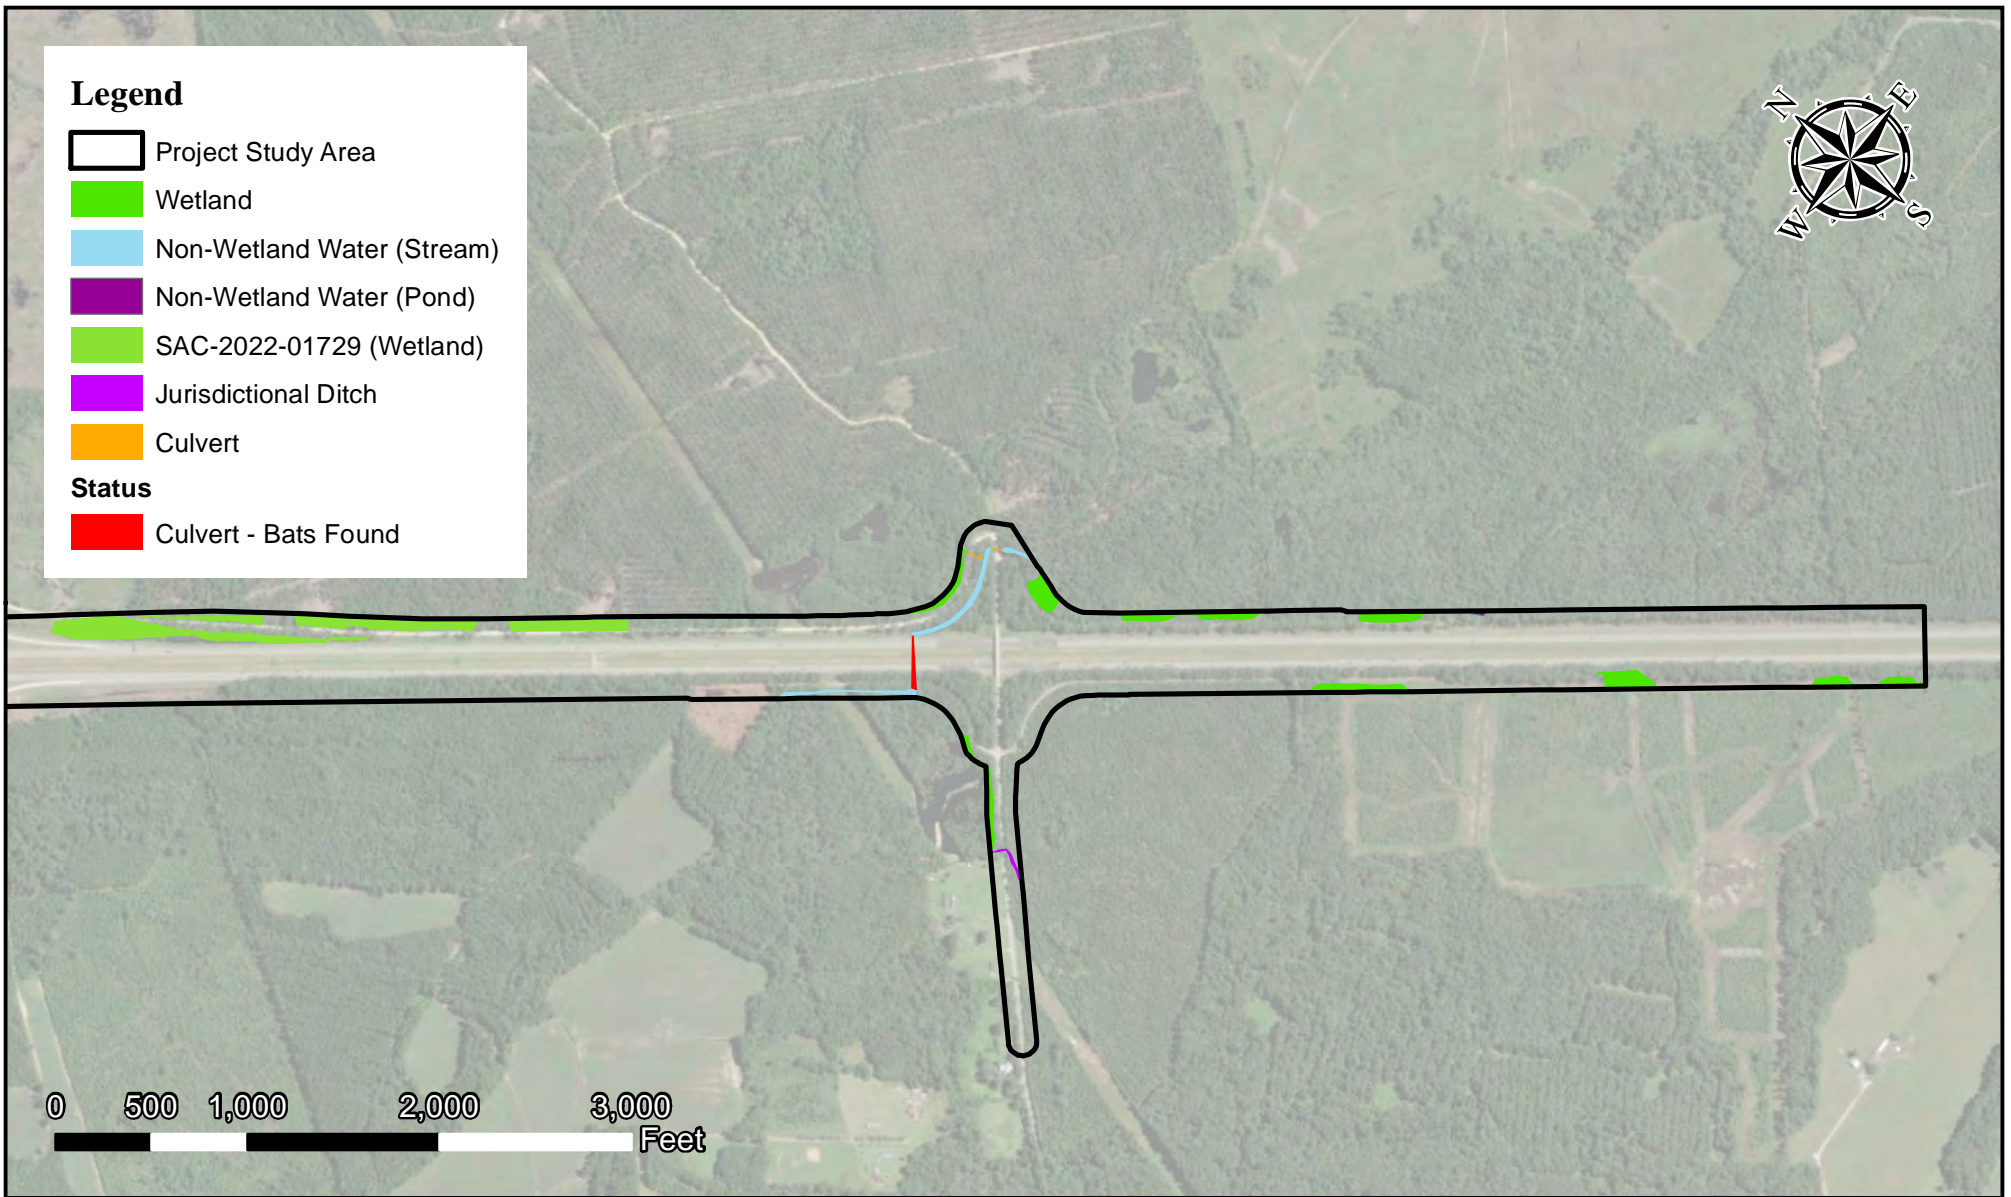 Legend
Project Study Area
Wetland
Non-Wetland Water (Stream)
Non-Wetland Water (Pond)
SAC-2022-01729 (Wetland)
Jurisdictional Ditch
Culvert
Status
Culvert - Bats Found
N
E
W
S
0 500 1,000 2,000 3,000
Feet